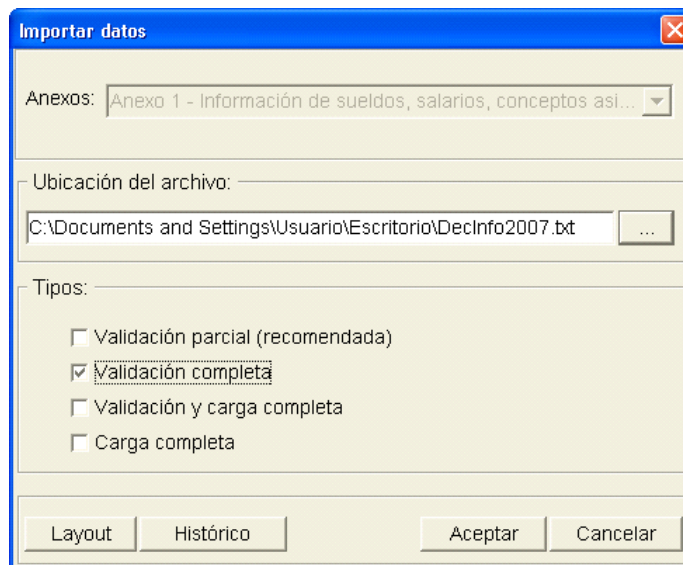 Importar datos
Anexos: Anexo 1 - Información de sueldos, salarios, conceptos asi...
Ubicación del archivo:
C:\Documents and Settings\Usuario\Escritorio\DecInfo2007.txt ...
Tipos:
Validación parcial (recomendada)
Validación completa
Validación y carga completa
Carga completa
Layout Histórico Aceptar Cancelar